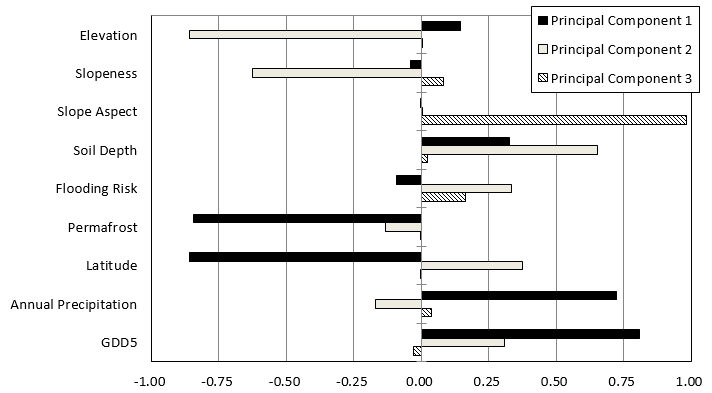 Principal Component 1
Principal Component 2
Principal Component 3
Elevation
Slopeness
Slope Aspect
Soil Depth
Flooding Risk
Permafrost
Latitude
Annual Precipitation
GDD5
-1.00 -0.75 -0.50 -0.25 0.00 0.25 0.50 0.75 1.00